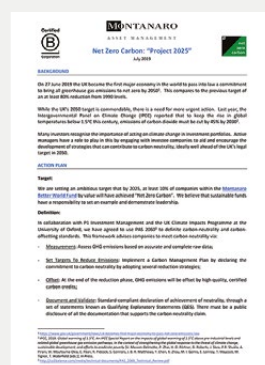 Certified
B
Corporation
MONTANARO
ASSET MANAGEMENT
Net Zero Carbon: "Project 2025"
July 2019
BACKGROUND
On 27 June 2019 the UK became the first major economy in the world to pass into law a commitment
to bring all greenhouse gas emissions to net zero by 2050¹. This compares to the previous target of
an at least 80% reduction from 1990 levels.
While the UK's 2050 target is commendable, there is a need for more urgent action. Last year, the
Intergovernmental Panel on Climate Change (IPCC) reported that to keep the rise in global
temperatures below 1.5°C this century, emissions of carbon dioxide must be cut by 45% by 2030².
Many investors recognise the importance of acting on climate change in investment portfolios. Active
managers have a role to play in this by engaging with investee companies to aid and encourage the
development of strategies that can contribute to carbon neutrality, ideally well ahead of the UK's legal
target in 2050.
ACTION PLAN
Target:
We are setting an ambitious target that by 2025, at least 10% of companies within the Montanaro
Better World Fund by value will have achieved "Net Zero Carbon". We believe that sustainable funds
have a responsibility to set an example and demonstrate leadership.
Definition:
In collaboration with P1 Investment Management and the UK Climate Impacts Programme at the
University of Oxford, we have agreed to use PAS 2060³ to define carbon neutrality and carbon-
offsetting standards. This framework advises companies to meet carbon neutrality via:
- Measurement: Assess GHG emissions based on accurate and complete raw data;
- Set Targets To Reduce Emissions: Implement a Carbon Management Plan by declaring the
commitment to carbon neutrality by adopting several reduction strategies;
- Offset: At the end of the reduction phase, GHG emissions will be offset by high-quality, certified
carbon credits;
- Document and Validate: Standard-compliant declaration of achievement of neutrality, through a
set of statements known as Qualifying Explanatory Statements (QES). There must be a public
disclosure of all the documentation that supports the carbon neutrality claim.